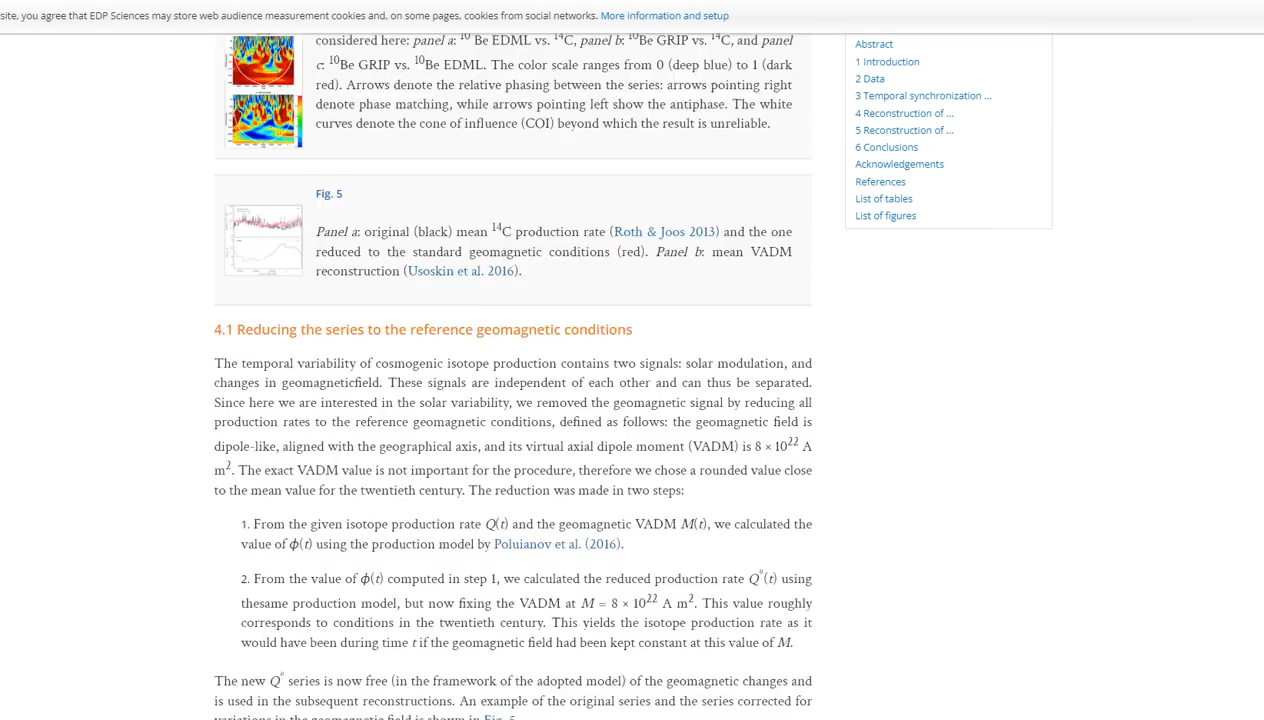 site, you agree that EDP Sciences may store web audience measurement cookies and, on some pages, cookies from social networks. More information and setup
considered here: panel a: 10 Be EDML vs. 14C, panel b: 10Be GRIP vs. 14C, and panel
c: 10Be GRIP vs. 10Be EDML. The color scale ranges from 0 (deep blue) to 1 (dark
red). Arrows denote the relative phasing between the series: arrows pointing right
denote phase matching, while arrows pointing left show the antiphase. The white
curves denote the cone of influence (COI) beyond which the result is unreliable.
Fig. 5
Panel a: original (black) mean 14C production rate (Roth & Joos 2013) and the one
reduced to the standard geomagnetic conditions (red). Panel b: mean VADM
reconstruction (Usoskin et al. 2016).
4.1 Reducing the series to the reference geomagnetic conditions
The temporal variability of cosmogenic isotope production contains two signals: solar modulation, and
changes in geomagneticfield. These signals are independent of each other and can thus be separated.
Since here we are interested in the solar variability, we removed the geomagnetic signal by reducing all
production rates to the reference geomagnetic conditions, defined as follows: the geomagnetic field is
dipole-like, aligned with the geographical axis, and its virtual axial dipole moment (VADM) is 8 × 10^22 A
m^2. The exact VADM value is not important for the procedure, therefore we chose a rounded value close
to the mean value for the twentieth century. The reduction was made in two steps:
1. From the given isotope production rate Q(t) and the geomagnetic VADM M(t), we calculated the
value of ϕ(t) using the production model by Poluianov et al. (2016).
2. From the value of ϕ(t) computed in step 1, we calculated the reduced production rate Q*(t) using
thesame production model, but now fixing the VADM at M = 8 × 10^22 A m^2. This value roughly
corresponds to conditions in the twentieth century. This yields the isotope production rate as it
would have been during time t if the geomagnetic field had been kept constant at this value of M.
The new Q* series is now free (in the framework of the adopted model) of the geomagnetic changes and
is used in the subsequent reconstructions. An example of the original series and the series corrected for
variations in the geomagnetic field is shown in Fig. 5.
Abstract
1 Introduction
2 Data
3 Temporal synchronization ...
4 Reconstruction of ...
5 Reconstruction of ...
6 Conclusions
Acknowledgements
References
List of tables
List of figures